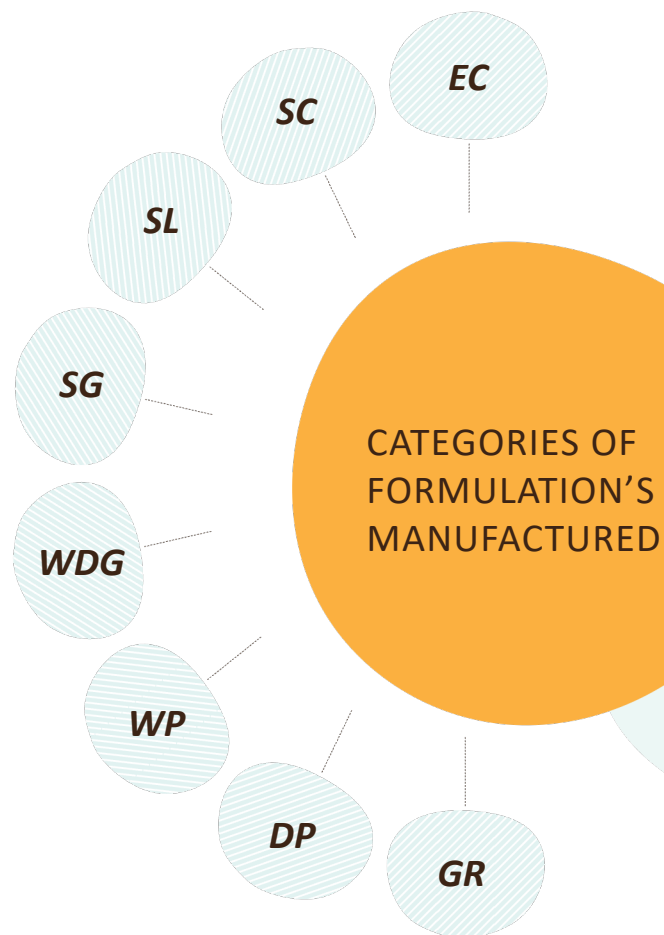 EC
SC
SL
SG
WDG
WP
DP
GR
CATEGORIES OF
FORMULATION’S
MANUFACTURED